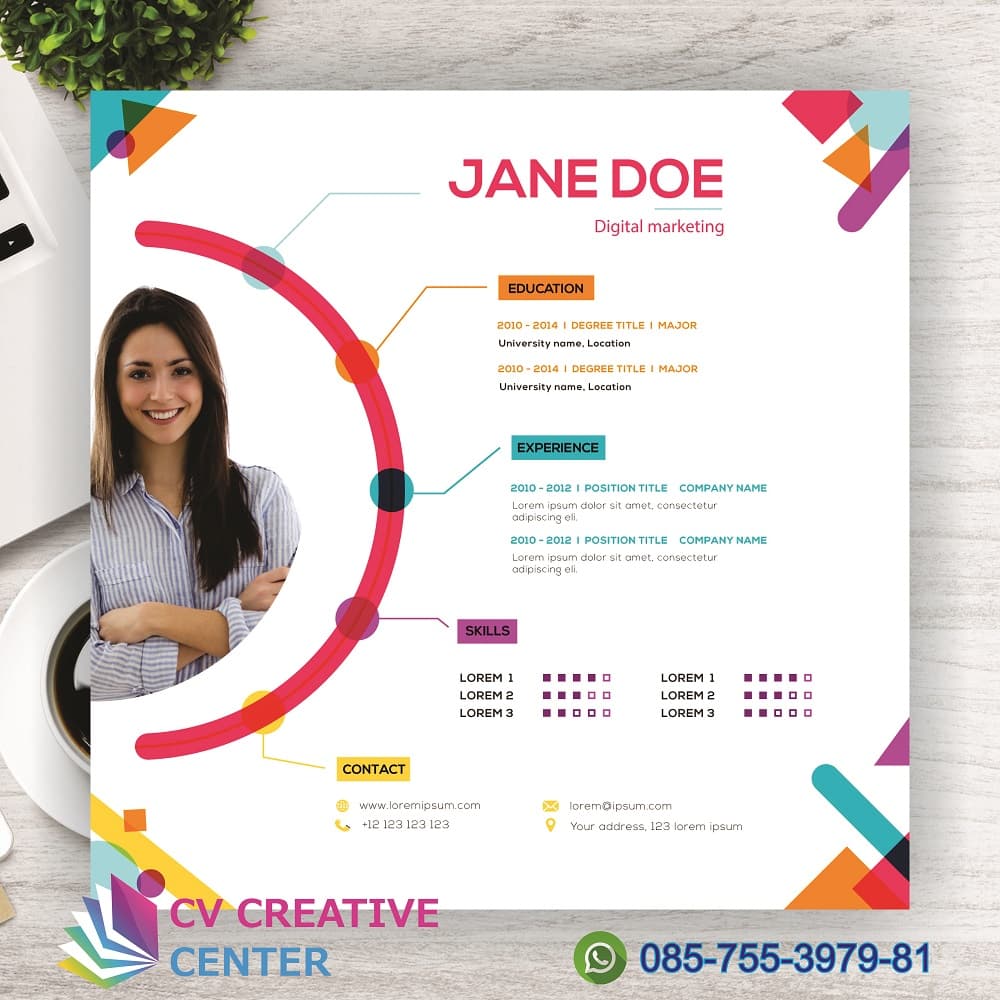 JANE DOE
Digital marketing
EDUCATION
2010 - 2014 I DEGREE TITLE I MAJOR
University name, Location
2010 - 2014 I DEGREE TITLE I MAJOR
University name, Location
EXPERIENCE
2010 - 2012 I POSITION TITLE COMPANY NAME
Lorem ipsum dolor sit amet, consectetur
adipiscing eli.
2010 - 2012 I POSITION TITLE COMPANY NAME
Lorem ipsum dolor sit amet, consectetur
adipiscing eli.
SKILLS
LOREM 1 LOREM 1
LOREM 2 LOREM 2
LOREM 3 LOREM 3
CONTACT
www.loremipsum.com lorem@ipsum.com
+12 123 123 123 Your address, 123 lorem ipsum
CV CREATIVE
CENTER
085-755-3979-81